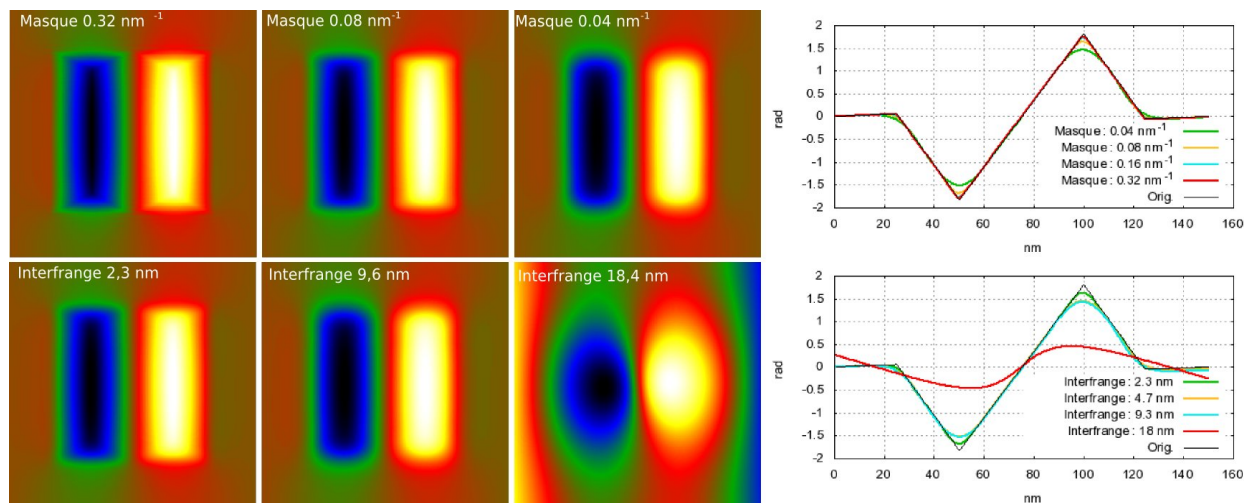 Masque 0.32 nm⁻¹
Masque 0.08 nm⁻¹
Masque 0.04 nm⁻¹
Interfrange 2,3 nm
Interfrange 9,6 nm
Interfrange 18,4 nm
2
1.5
1
0.5
0
-0.5
-1
-1.5
-2
rad
Masque : 0.04 nm⁻¹
Masque : 0.08 nm⁻¹
Masque : 0.16 nm⁻¹
Masque : 0.32 nm⁻¹
Orig.
0 20 40 60 80 100 120 140 160
nm
2
1.5
1
0.5
0
-0.5
-1
-1.5
-2
rad
Interfrange : 2.3 nm
Interfrange : 4.7 nm
Interfrange : 9.3 nm
Interfrange : 18 nm
Orig.
0 20 40 60 80 100 120 140 160
nm